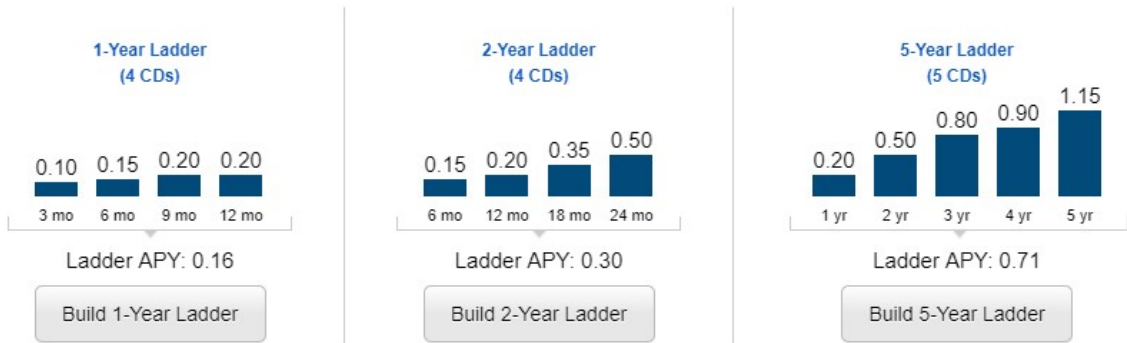 1-Year Ladder
(4 CDs)
0.10 0.15 0.20 0.20
3 mo 6 mo 9 mo 12 mo
Ladder APY: 0.16
Build 1-Year Ladder
2-Year Ladder
(4 CDs)
0.15 0.20 0.35 0.50
6 mo 12 mo 18 mo 24 mo
Ladder APY: 0.30
Build 2-Year Ladder
5-Year Ladder
(5 CDs)
0.20 0.50 0.80 0.90 1.15
1 yr 2 yr 3 yr 4 yr 5 yr
Ladder APY: 0.71
Build 5-Year Ladder